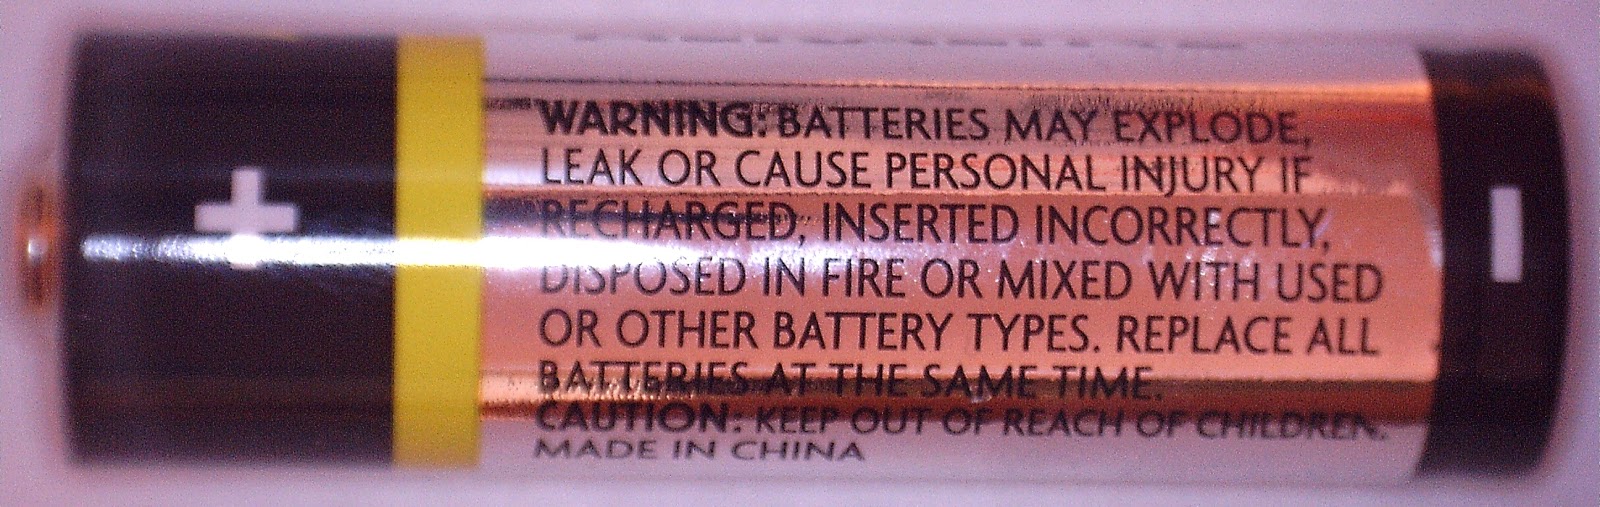 WARNING: BATTERIES MAY EXPLODE,
LEAK OR CAUSE PERSONAL INJURY IF
RECHARGED, INSERTED INCORRECTLY,
DISPOSED IN FIRE OR MIXED WITH USED
OR OTHER BATTERY TYPES. REPLACE ALL
BATTERIES AT THE SAME TIME.
CAUTION: KEEP OUT OF REACH OF CHILDREN.
MADE IN CHINA